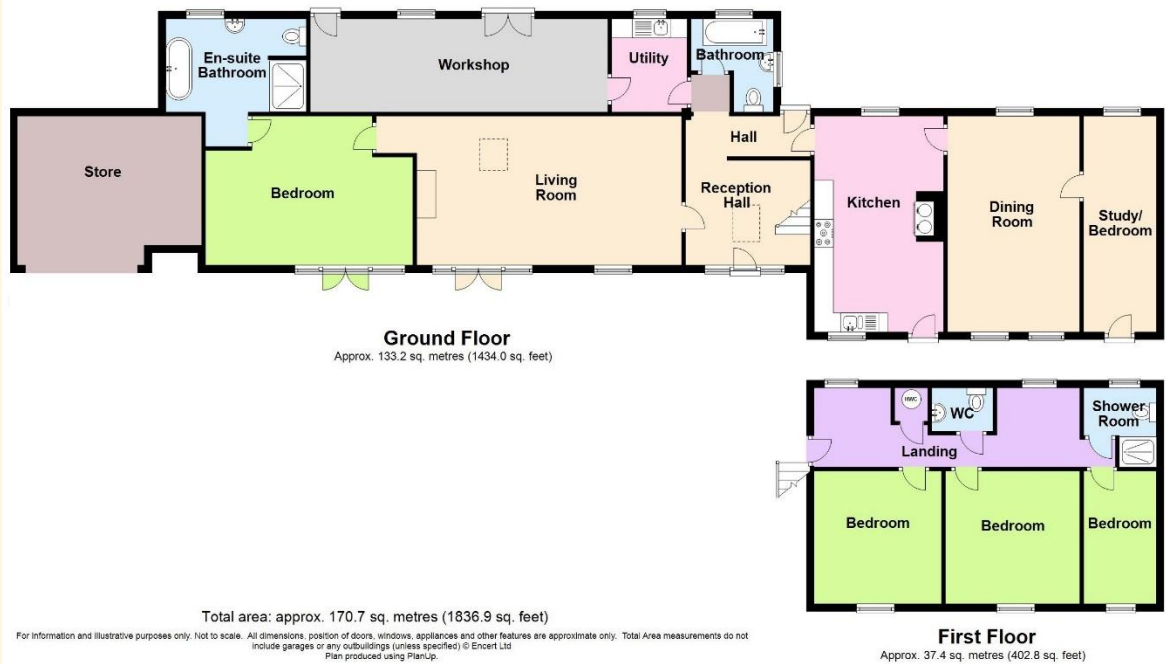 En-suite
Bathroom
Workshop
Utility
Bathroom
Store
Bedroom
Living
Room
Hall
Reception
Hall
Kitchen
Dining
Room
Study/
Bedroom
Ground Floor
Approx. 133.2 sq. metres (1434.0 sq. feet)
HWC
WC
Shower
Room
Landing
Bedroom
Bedroom
Bedroom
First Floor
Approx. 37.4 sq. metres (402.8 sq. feet)
Total area: approx. 170.7 sq. metres (1836.9 sq. feet)
For information and illustrative purposes only. Not to scale. All dimensions, position of doors, windows, appliances and other features are approximate only. Total Area measurements do not
include garages or any outbuildings (unless specified) © Encert Ltd
Plan produced using PlanUp.